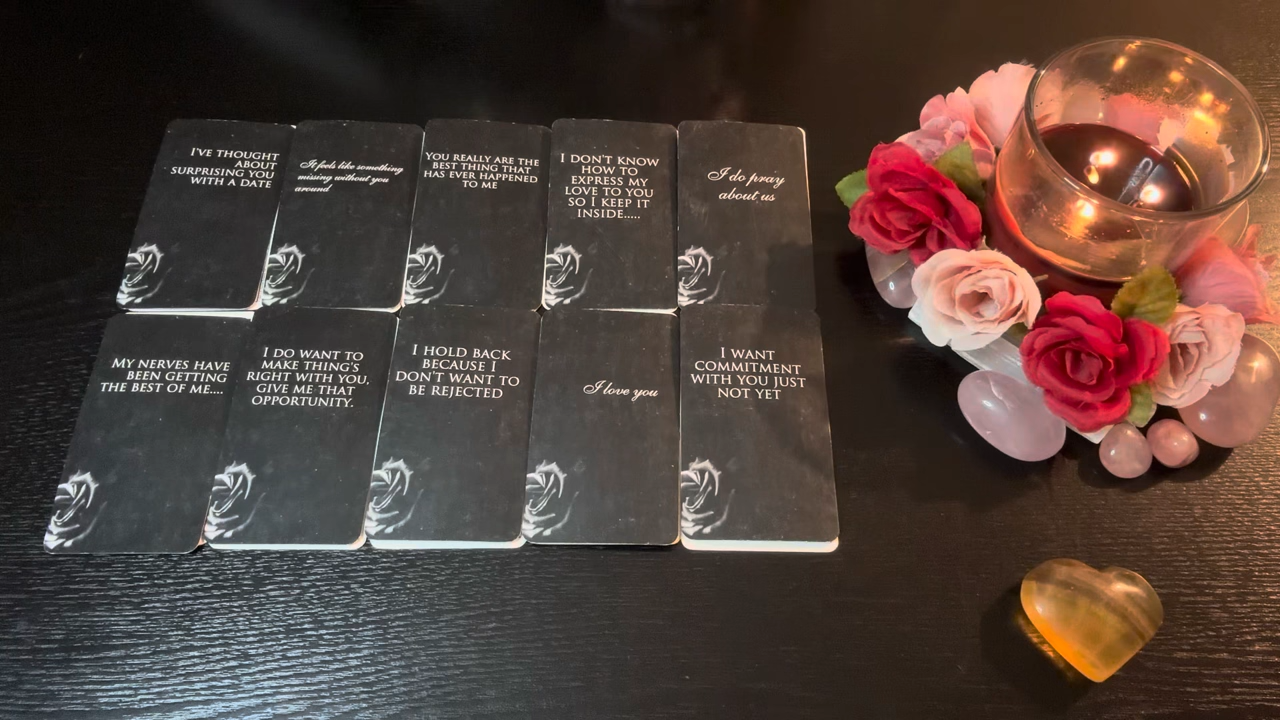 I'VE THOUGHT
ABOUT
SURPRISING YOU
WITH A DATE
It feels like something
missing without you
around
YOU REALLY ARE THE
BEST THING THAT
HAS EVER HAPPENED
TO ME
I DON'T KNOW
HOW TO
EXPRESS MY
LOVE TO YOU
SO I KEEP IT
INSIDE.....
I do pray
about us
MY NERVES HAVE
BEEN GETTING
THE BEST OF ME....
I DO WANT TO
MAKE THING'S
RIGHT WITH YOU,
GIVE ME THAT
OPPORTUNITY.
I HOLD BACK
BECAUSE I
DON'T WANT TO
BE REJECTED
I love you
I WANT
COMMITMENT
WITH YOU JUST
NOT YET